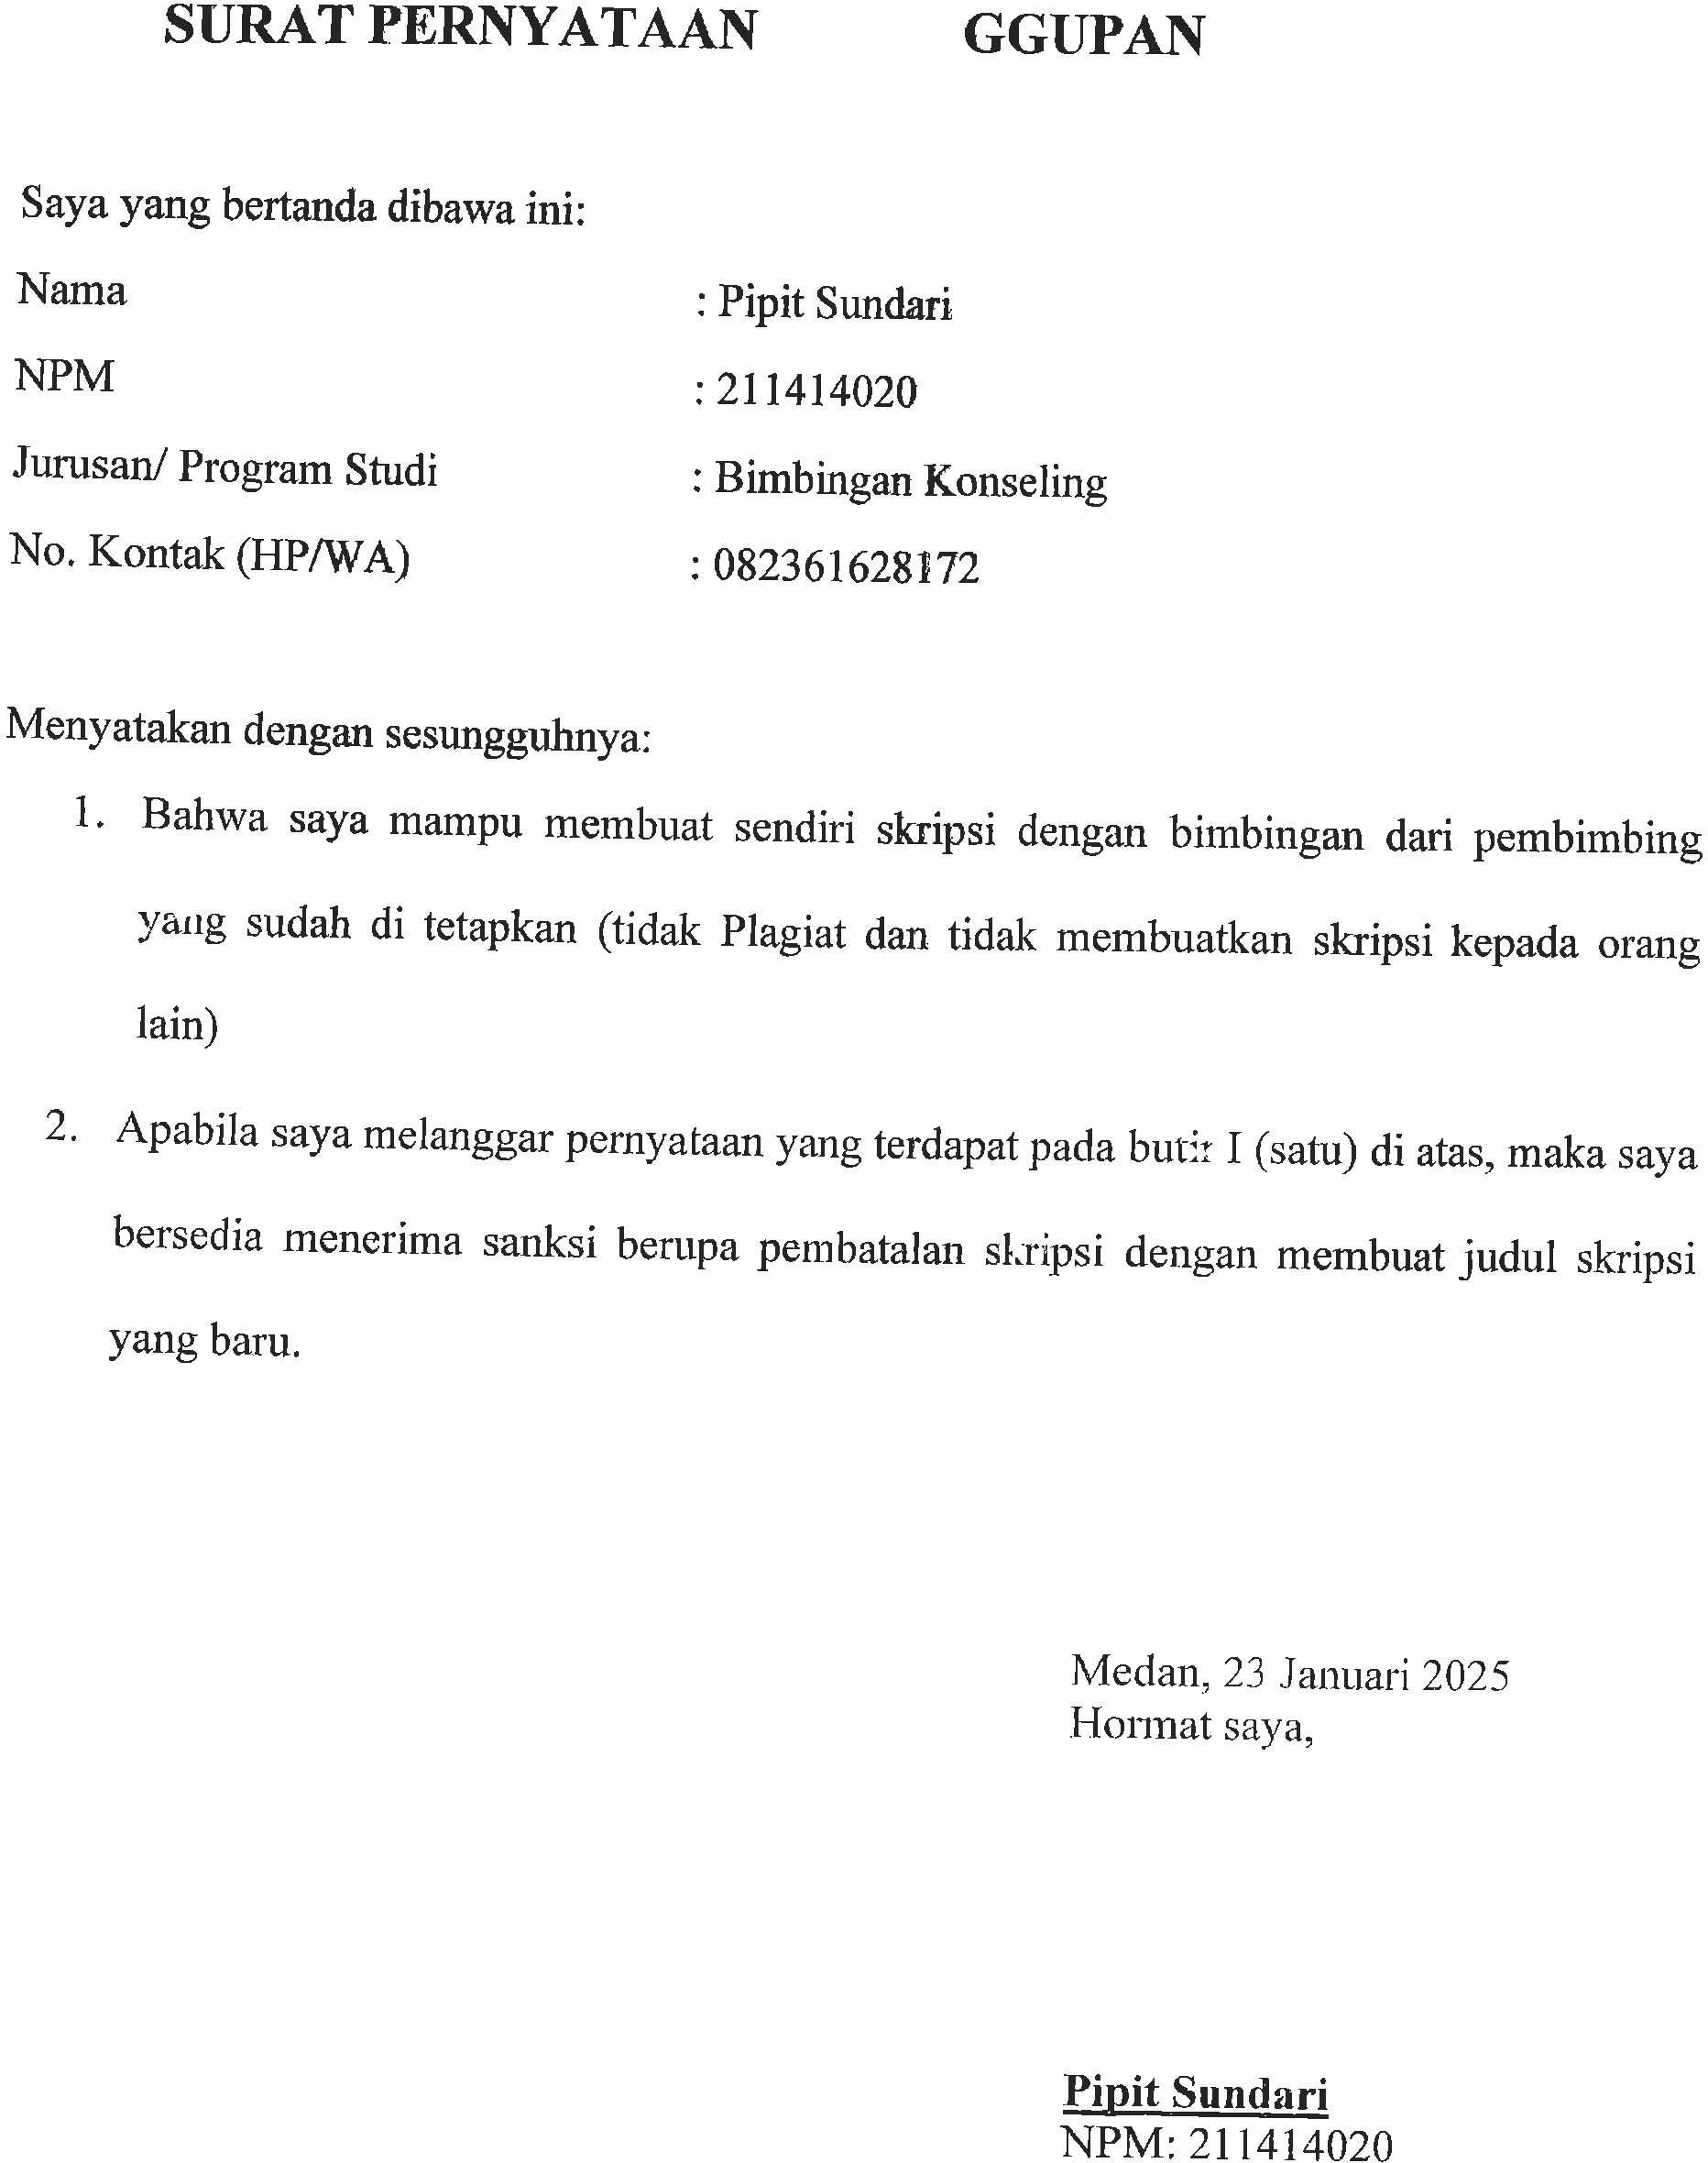 SURAT PERNYATAAN GGUPAN
Saya yang bertanda dibawa ini:
Nama : Pipit Sundari
NPM : 211414020
Jurusan/ Program Studi : Bimbingan Konseling
No. Kontak (HP/WA) : 082361628172
Menyatakan dengan sesungguhnya:
1. Bahwa saya mampu membuat sendiri skripsi dengan bimbingan dari pembimbing
yang sudah di tetapkan (tidak Plagiat dan tidak membuatkan skripsi kepada orang
lain)
2. Apabila saya melanggar pernyataan yang terdapat pada butir I (satu) di atas, maka saya
bersedia menerima sanksi berupa pembatalan skripsi dengan membuat judul skripsi
yang baru.
Medan, 23 Januari 2025
Hormat saya,
Pipit Sundari
NPM: 211414020